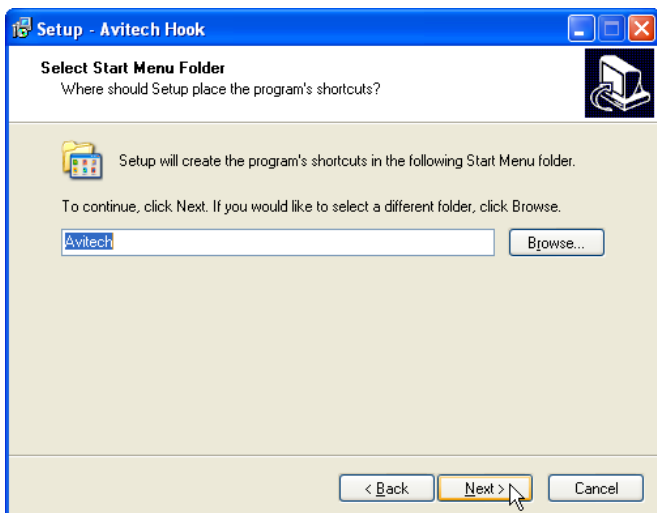 Setup - Avitech Hook
Select Start Menu Folder
Where should Setup place the program's shortcuts?
Setup will create the program's shortcuts in the following Start Menu folder.
To continue, click Next. If you would like to select a different folder, click Browse.
Avitech
Browse...
< Back
Next >
Cancel